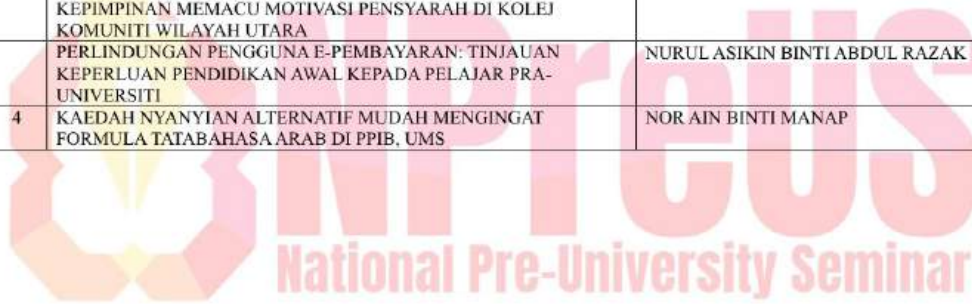 KEPIMPINAN MEMACU MOTIVASI PENSYARAH DI KOLEJ
KOMUNITI WILAYAH UTARA
PERLINDUNGAN PENGGUNA E-PEMBAYARAN: TINJAUAN
KEPERLUAN PENDIDIKAN AWAL KEPADA PELAJAR PRA-
UNIVERSITI
NURUL ASIKIN BINTI ABDUL RAZAK
4
KAEDAH NYANYIAN ALTERNATIF MUDAH MENGINGAT
FORMULA TATABAHASA ARAB DI PPIB, UMS
NOR AIN BINTI MANAP
NPreUS
National Pre-University Seminar